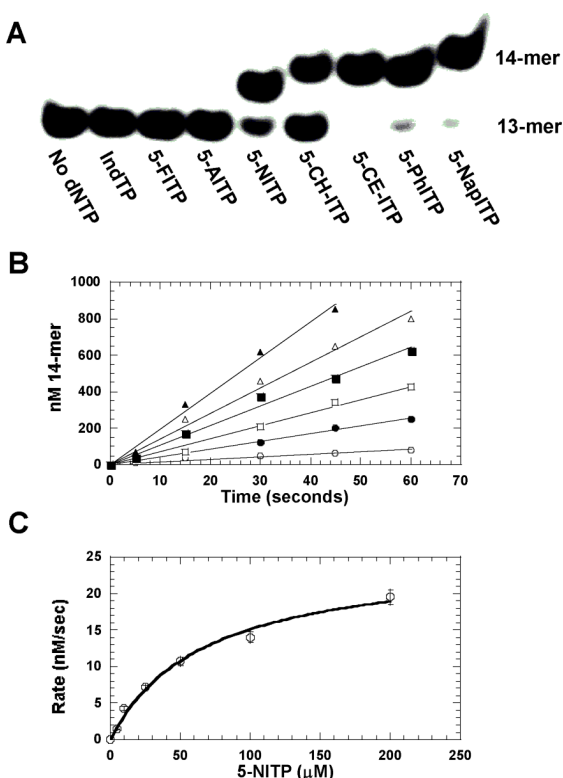 A
14-mer
13-mer
No dNTP
IndTP
5-FITP
5-AITP
5-NITP
5-CH-ITP
5-CE-ITP
5-PhITP
5-NapITP
B
nM 14-mer
1000
800
600
400
200
0
0 10 20 30 40 50 60 70
Time (seconds)
C
Rate (nM/sec)
25
20
15
10
5
0
0 50 100 150 200 250
5-NITP (μM)